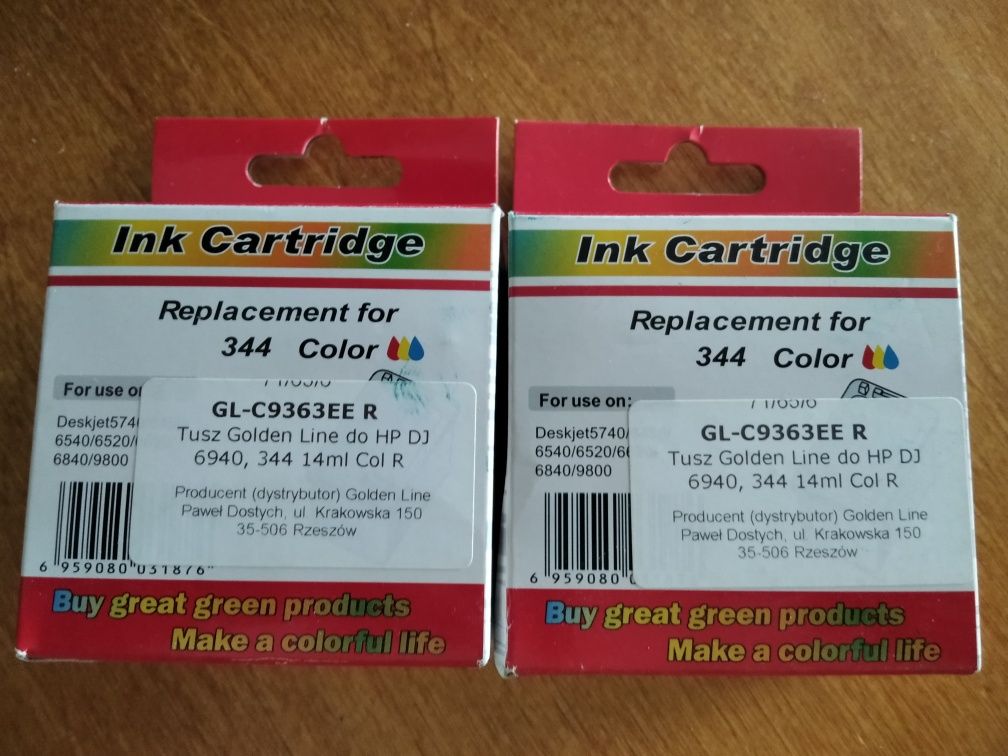 Ink Cartridge
Replacement for
344 Color
For use on
GL-C9363EE R
Deskjet5740/
Tusz Golden Line do HP DJ
6540/6520/
6940, 344 14ml Col R
6840/9800
Producent (dystrybutor) Golden Line
Paweł Dostych, ul. Krakowska 150
35-506 Rzeszów
6 959080 031876
Buy great green products
Make a colorful life
Ink Cartridge
Replacement for
344 Color
For use on:
GL-C9363EE R
Deskjet5740/
Tusz Golden Line do HP DJ
6540/6520/66
6940, 344 14ml Col R
6840/9800
Producent (dystrybutor) Golden Line
Paweł Dostych, ul. Krakowska 150
35-506 Rzeszów
6 959080
Buy great green products
Make a colorful life